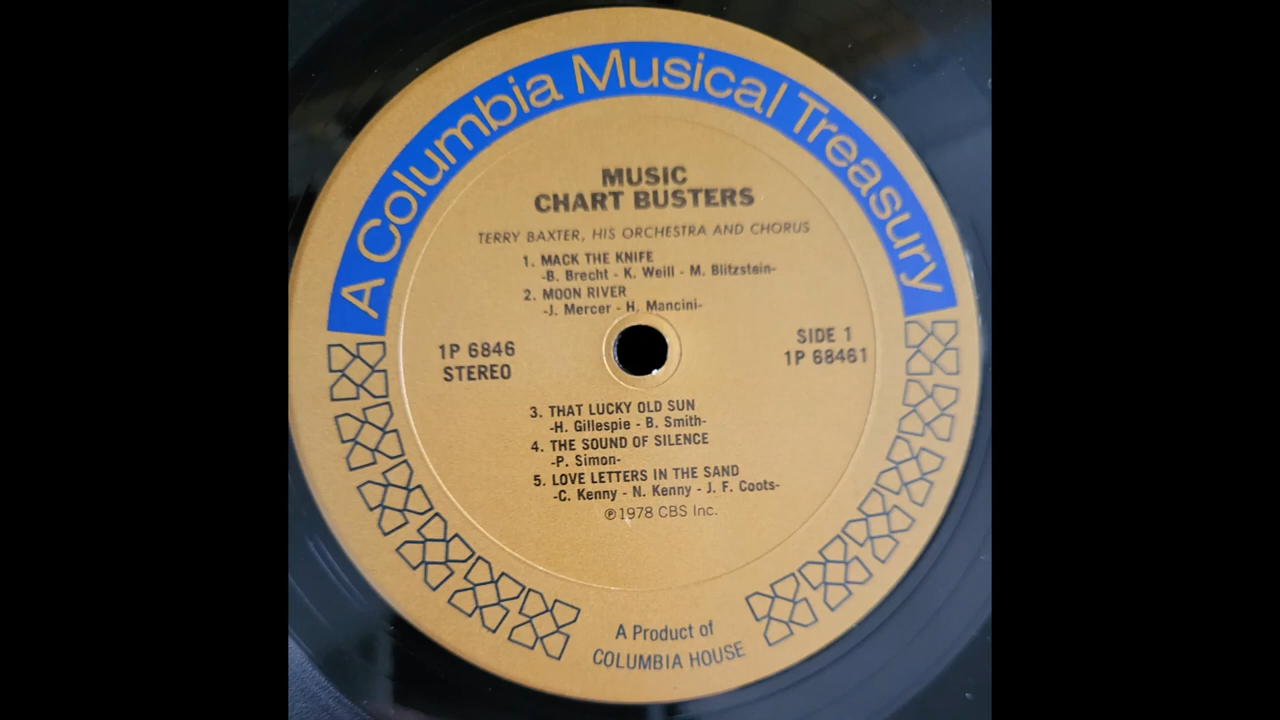 A Columbia Musical Treasury
MUSIC
CHART BUSTERS
TERRY BAXTER, HIS ORCHESTRA AND CHORUS
1. MACK THE KNIFE
-B. Brecht - K. Weill - M. Blitzstein-
2. MOON RIVER
-J. Mercer - H. Mancini-
1P 6846
STEREO
SIDE 1
1P 68461
3. THAT LUCKY OLD SUN
-H. Gillespie - B. Smith-
4. THE SOUND OF SILENCE
-P. Simon-
5. LOVE LETTERS IN THE SAND
-C. Kenny - N. Kenny - J. F. Coots-
℗1978 CBS Inc.
A Product of
COLUMBIA HOUSE